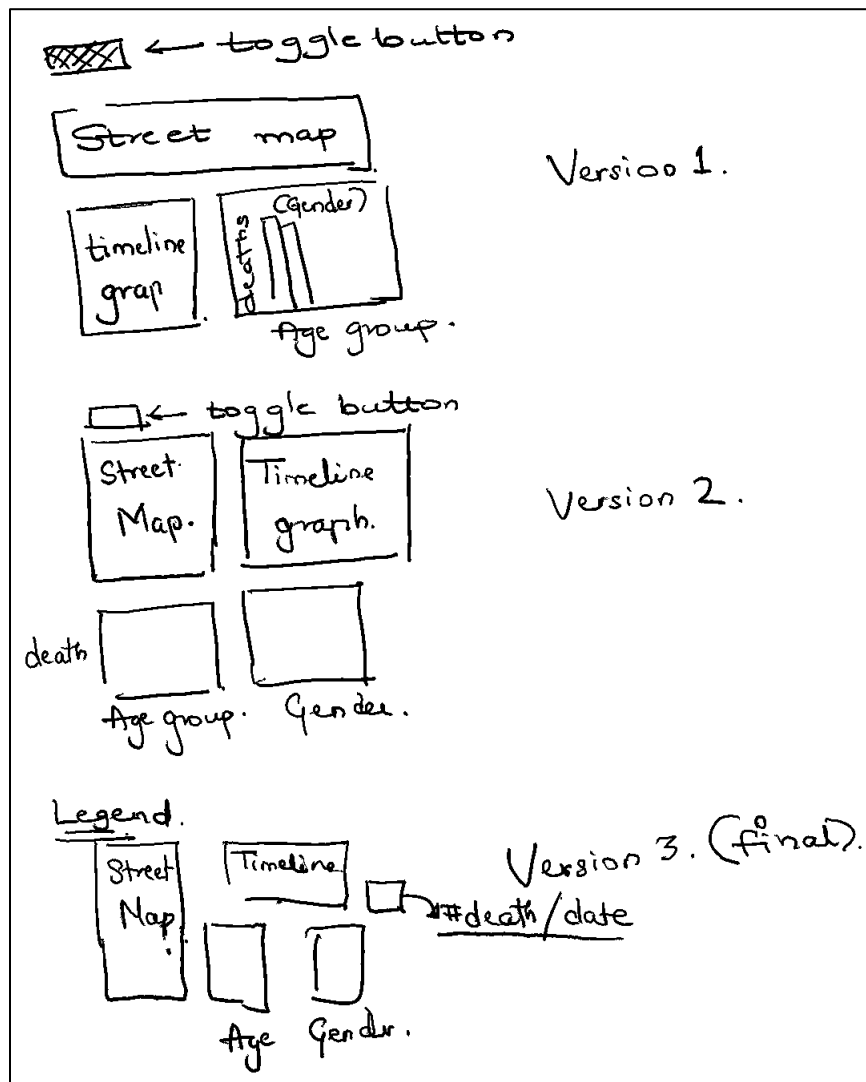 ← toggle button
Street map
Version 1.
timeline
grap
deaths
(Gender)
Age group.
← toggle button
Street.
Map.
Timeline
graph.
Version 2.
death
Age group.
Gender.
Legend.
Street
Map.
Timeline
Version 3. (final).
#death/date
Age
Gender.